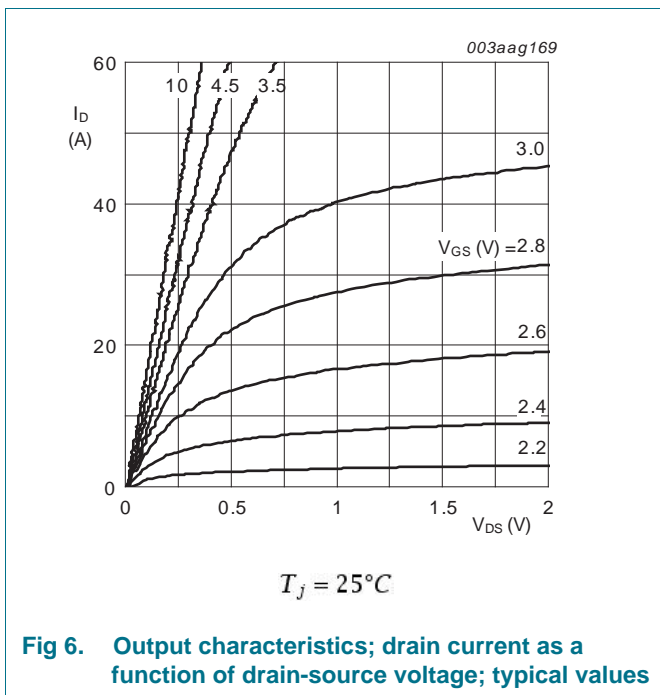 003aag169
60
10
4.5
3.5
I_D
(A)
3.0
40
V_GS (V) =
2.8
2.6
20
2.4
2.2
0
0
0.5
1
1.5
2
V_DS (V)
T_j = 25°C
Fig 6. Output characteristics; drain current as a
function of drain-source voltage; typical values